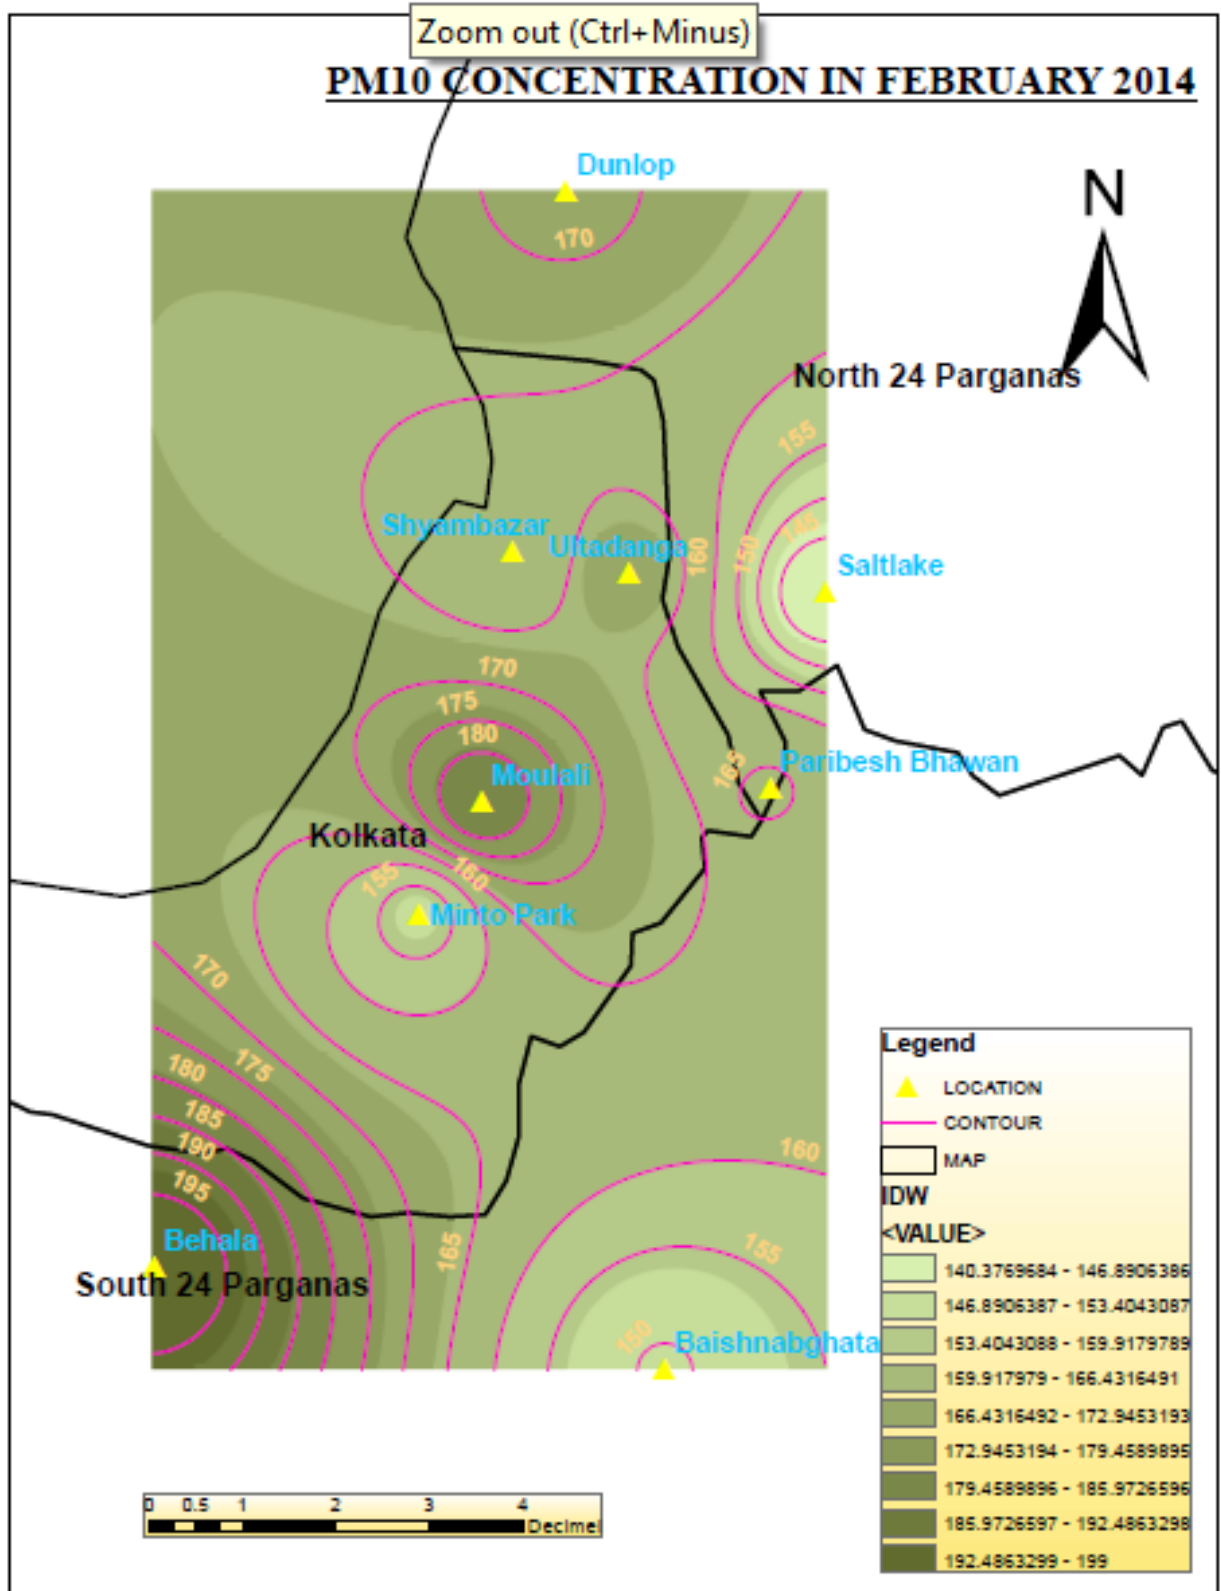 Zoom out (Ctrl+Minus)
PM10 CONCENTRATION IN FEBRUARY 2014
N
Dunlop
170
North 24 Parganas
155
Shyambazar
Ultadanga
160
150
145
Saltlake
170
175
180
Moulali
165
Paribesh Bhawan
Kolkata
155
160
Minto Park
170
180
175
185
190
195
Behala
South 24 Parganas
165
160
155
150
Baishnabghata
Legend
LOCATION
CONTOUR
MAP
IDW
<VALUE>
140.3769684 - 146.8906386
146.8906387 - 153.4043087
153.4043088 - 159.9179789
159.917979 - 166.4316491
166.4316492 - 172.9453193
172.9453194 - 179.4589895
179.4589896 - 185.9726596
185.9726597 - 192.4863298
192.4863299 - 199
0 0.5 1 2 3 4
Decimel